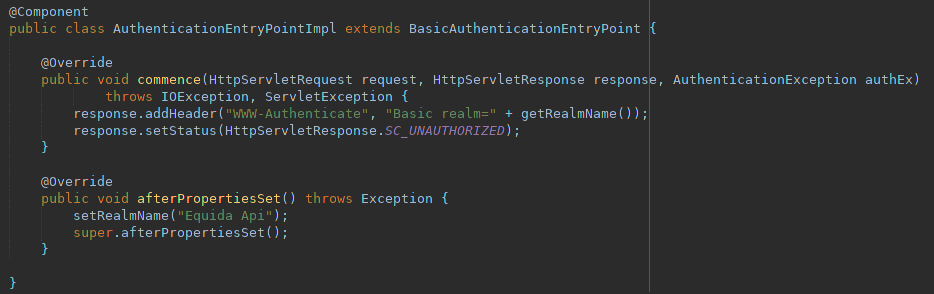 @Component
public class AuthenticationEntryPointImpl extends BasicAuthenticationEntryPoint {
@Override
public void commence(HttpServletRequest request, HttpServletResponse response, AuthenticationException authEx)
throws IOException, ServletException {
response.addHeader("WWW-Authenticate", "Basic realm=" + getRealmName());
response.setStatus(HttpServletResponse.SC_UNAUTHORIZED);
}
@Override
public void afterPropertiesSet() throws Exception {
setRealmName("Equida Api");
super.afterPropertiesSet();
}
}